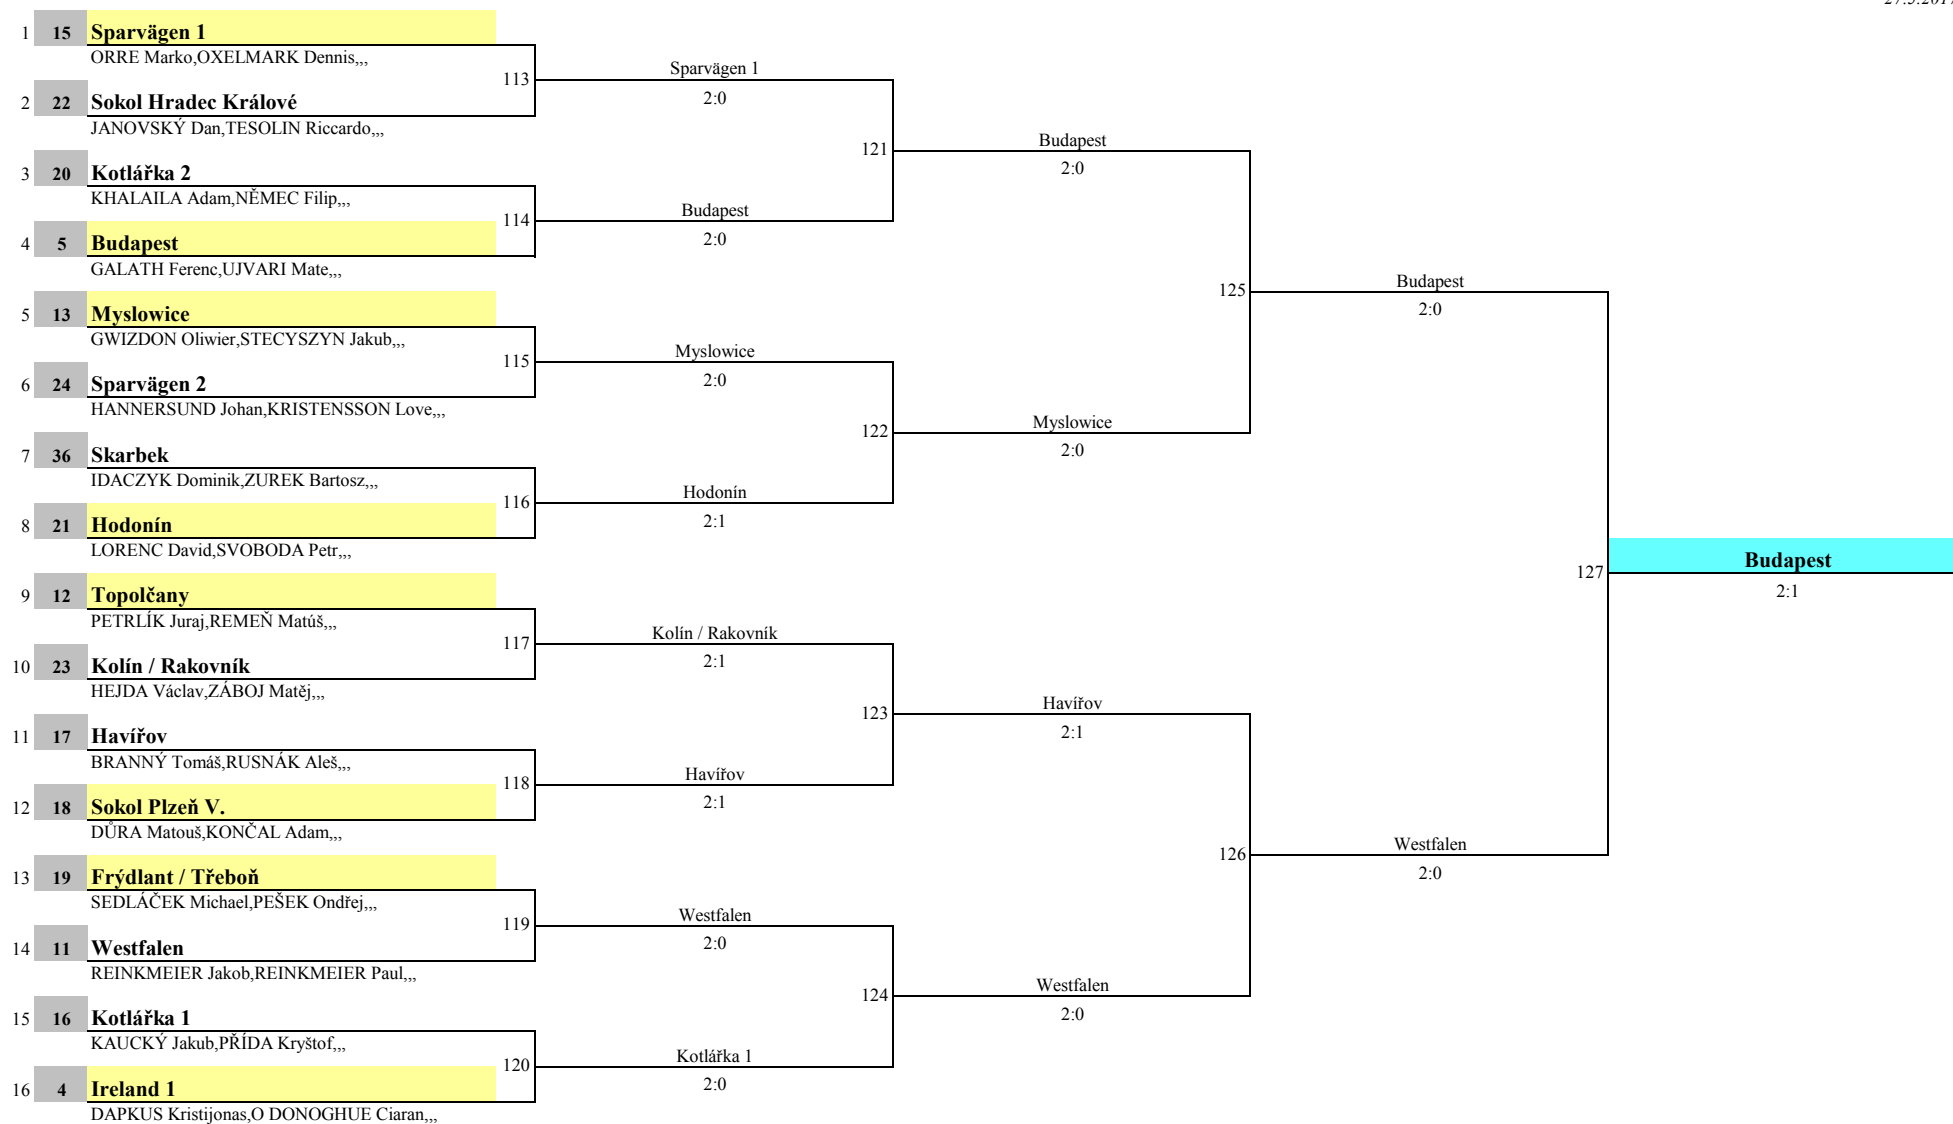 1 15 Sparvägen 1
ORRE Marko,OXELMARK Dennis,,,
113
Sparvägen 1
2:0
2 22 Sokol Hradec Králové
JANOVSKÝ Dan,TESOLIN Riccardo,,,
121
Budapest
2:0
3 20 Kotlářka 2
KHALAILA Adam,NĚMEC Filip,,,
114
Budapest
2:0
4 5 Budapest
GALATH Ferenc,UJVARI Mate,,,
125
Budapest
2:0
5 13 Myslowice
GWIZDON Oliwier,STECYSZYN Jakub,,,
115
Myslowice
2:0
6 24 Sparvägen 2
HANNERSUND Johan,KRISTENSSON Love,,,
122
Myslowice
2:0
7 36 Skarbek
IDACZYK Dominik,ZUREK Bartosz,,,
116
Hodonín
2:1
8 21 Hodonín
LORENC David,SVOBODA Petr,,,
127
Budapest
2:1
9 12 Topolčany
PETRLÍK Juraj,REMEŇ Matúš,,,
117
Kolín / Rakovník
2:1
10 23 Kolín / Rakovník
HEJDA Václav,ZÁBOJ Matěj,,,
123
Havířov
2:1
11 17 Havířov
BRANNÝ Tomáš,RUSNÁK Aleš,,,
118
Havířov
2:1
12 18 Sokol Plzeň V.
DŮRA Matouš,KONČAL Adam,,,
126
Westfalen
2:0
13 19 Frýdlant / Třeboň
SEDLÁČEK Michael,PEŠEK Ondřej,,,
119
Westfalen
2:0
14 11 Westfalen
REINKMEIER Jakob,REINKMEIER Paul,,,
124
Westfalen
2:0
15 16 Kotlářka 1
KAUCKÝ Jakub,PŘÍDA Kryštof,,,
120
Kotlářka 1
2:0
16 4 Ireland 1
DAPKUS Kristijonas,O DONOGHUE Ciaran,,,